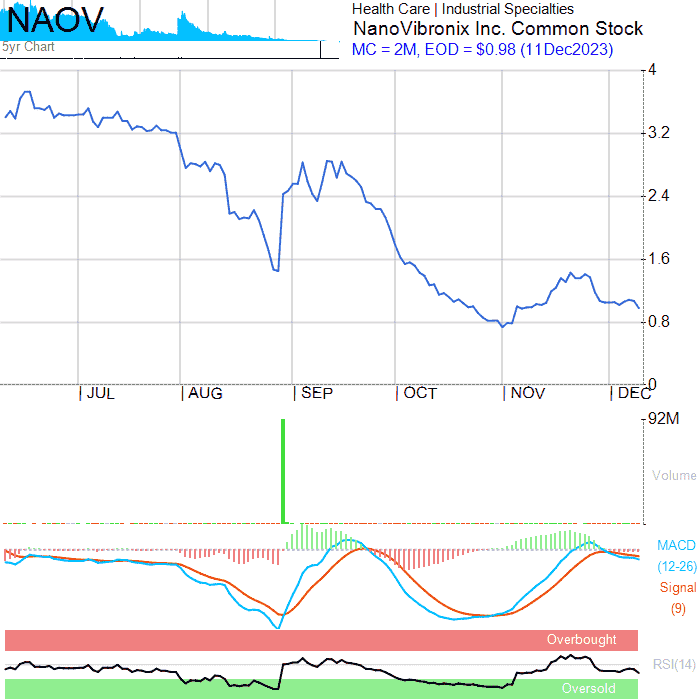 NAOV
5yr Chart
Health Care | Industrial Specialties
NanoVibronix Inc. Common Stock
MC = 2M, EOD = $0.98 (11Dec2023)
4
3.2
2.4
1.6
0.8
0
JUL
AUG
SEP
OCT
NOV
DEC
92M
Volume
MACD
(12-26)
Signal
(9)
Overbought
RSI(14)
Oversold